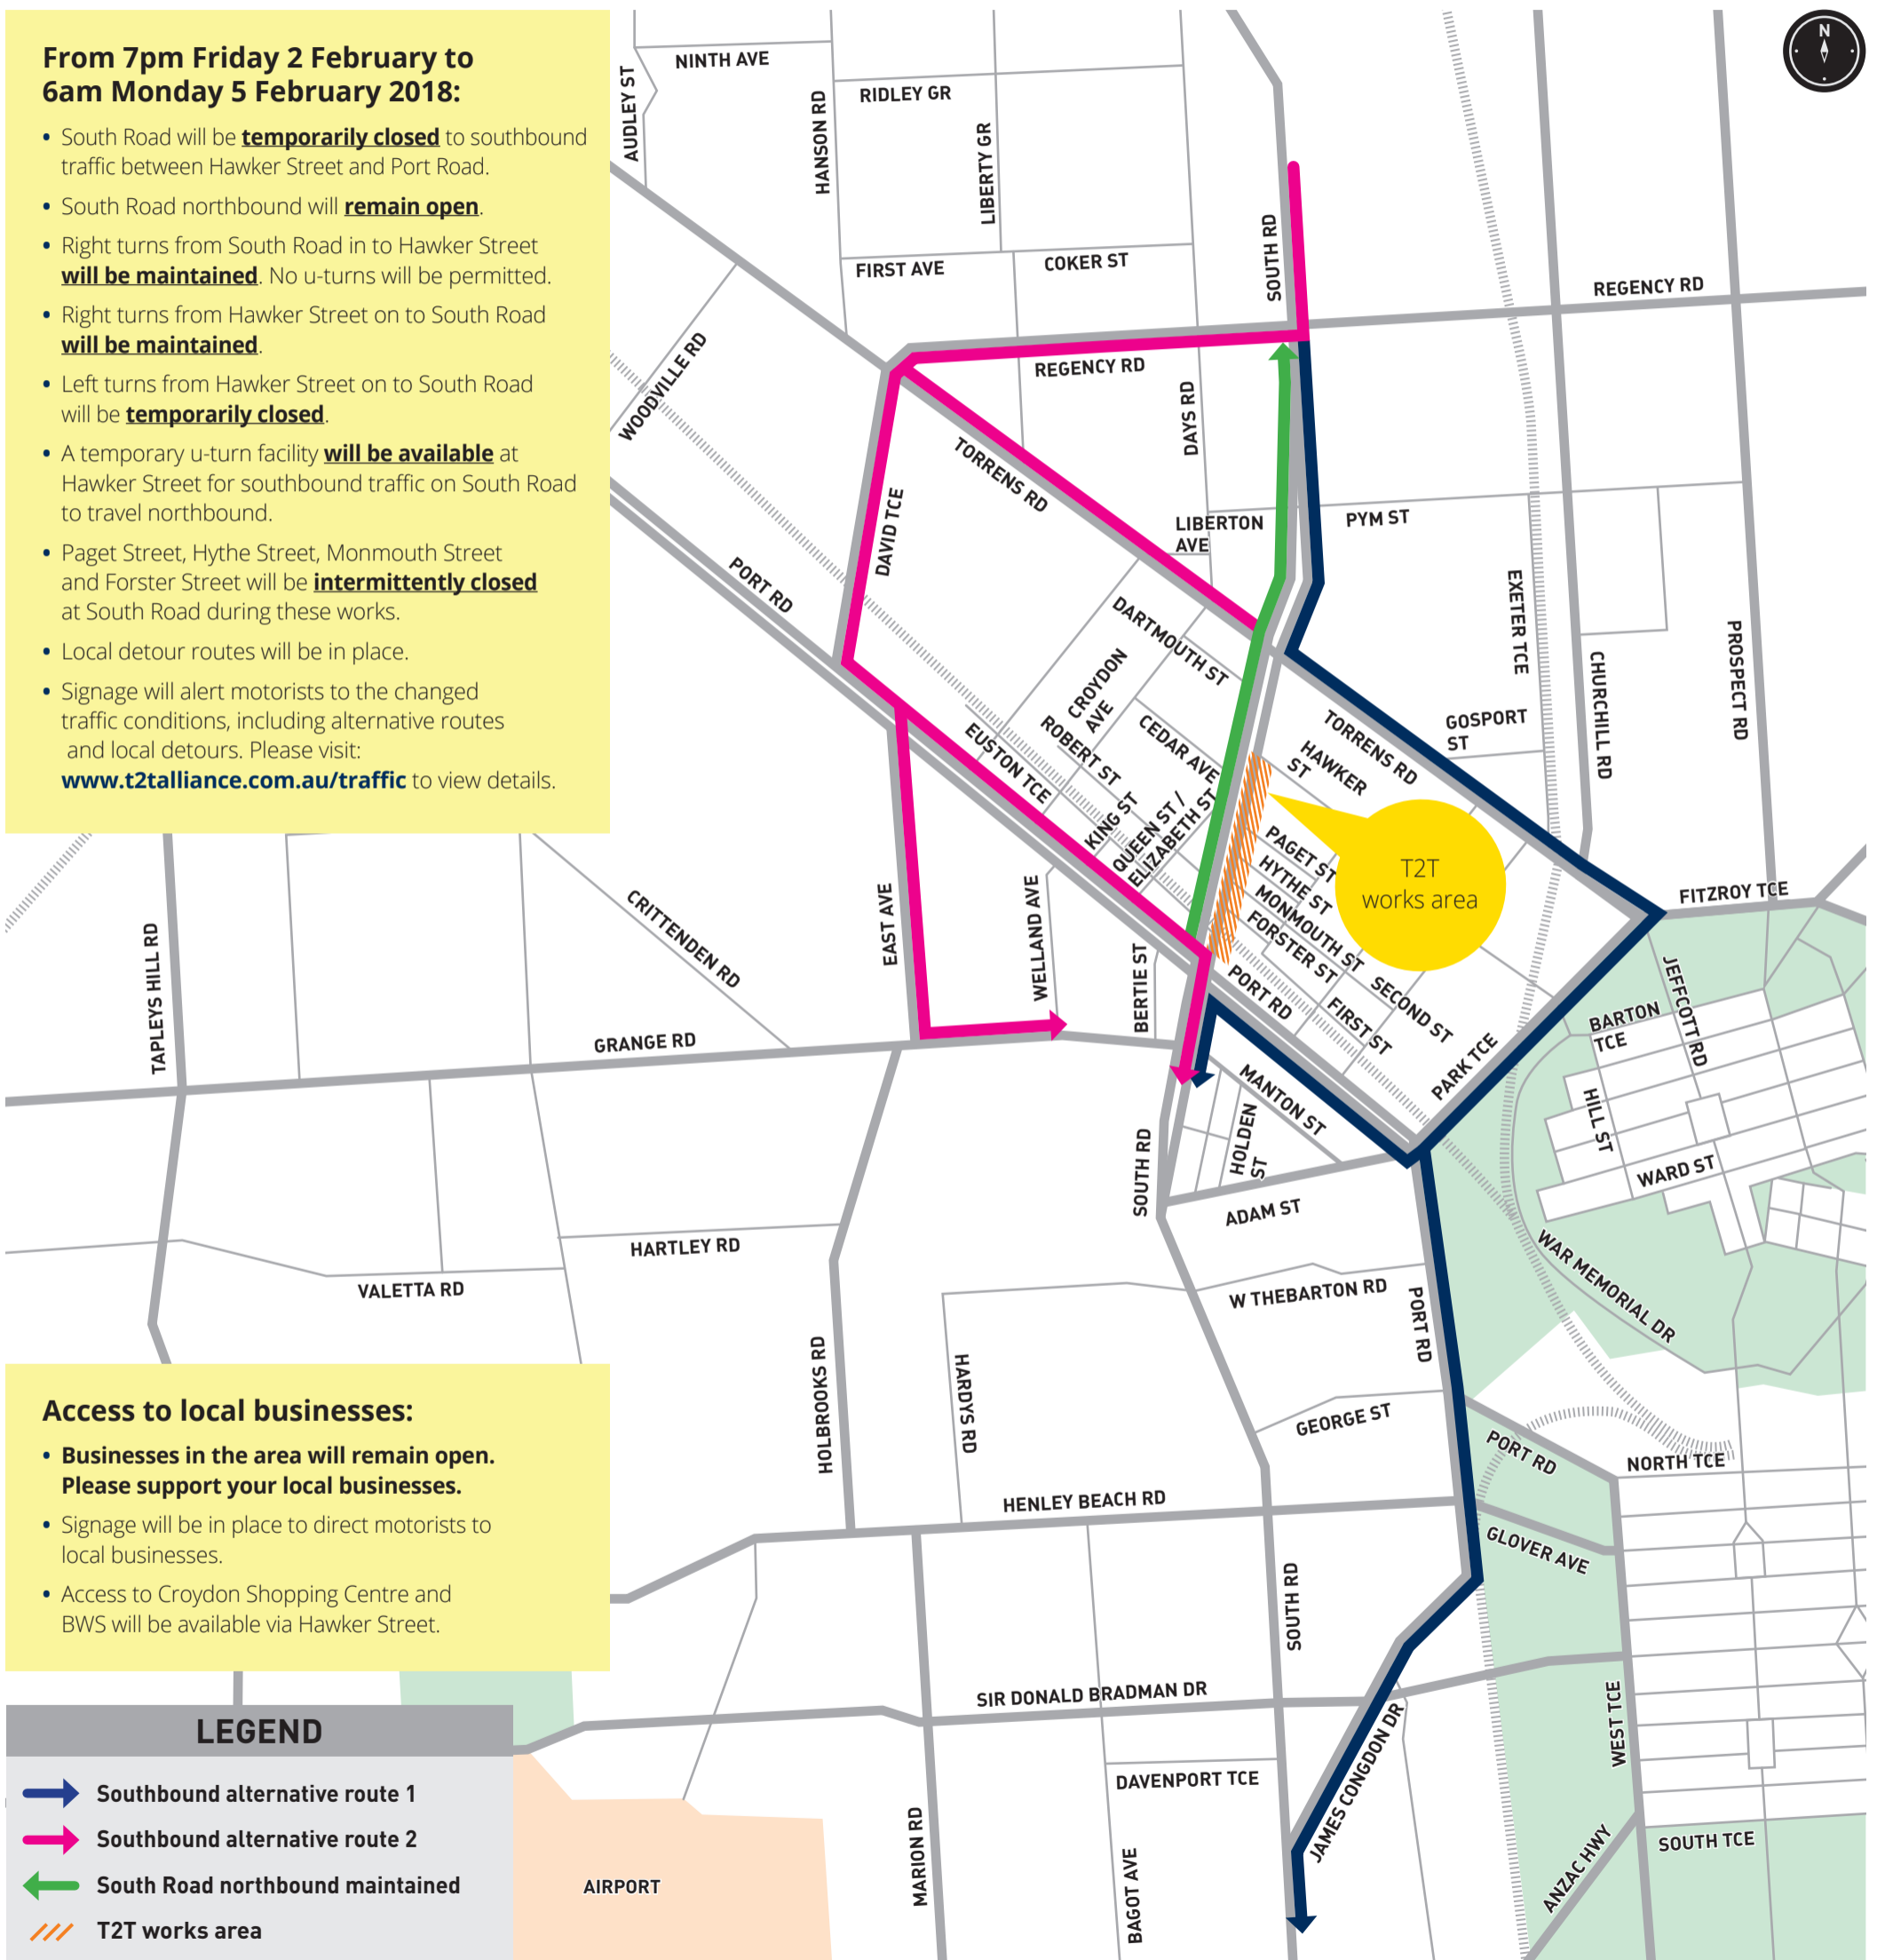 From 7pm Friday 2 February to
6am Monday 5 February 2018:
• South Road will be temporarily closed to southbound
traffic between Hawker Street and Port Road.
• South Road northbound will remain open.
• Right turns from South Road in to Hawker Street
will be maintained. No u-turns will be permitted.
• Right turns from Hawker Street on to South Road
will be maintained.
• Left turns from Hawker Street on to South Road
will be temporarily closed.
• A temporary u-turn facility will be available at
Hawker Street for southbound traffic on South Road
to travel northbound.
• Paget Street, Hythe Street, Monmouth Street
and Forster Street will be intermittently closed
at South Road during these works.
• Local detour routes will be in place.
• Signage will alert motorists to the changed
traffic conditions, including alternative routes
and local detours. Please visit:
www.t2talliance.com.au/traffic to view details.
N
NINTH AVE
AUDLEY ST
HANSON RD
RIDLEY GR
LIBERTY GR
FIRST AVE
COKER ST
SOUTH RD
REGENCY RD
WOODVILLE RD
REGENCY RD
DAYS RD
TORRENS RD
DAVID TCE
LIBERTON
AVE
PYM ST
PORT RD
EXETER TCE
CHURCHILL RD
PROSPECT RD
DARTMOUTH ST
CROYDON
AVE
ROBERT ST
CEDAR AVE
EUSTON TCE
KING ST
QUEEN ST /
ELIZABETH ST
TORRENS RD
HAWKER
ST
GOSPORT
ST
T2T
works area
PAGET ST
HYTHE ST
MONMOUTH ST
FORSTER ST
SECOND ST
FIRST ST
PORT RD
PARK TCE
FITZROY TCE
JEFFCOTT RD
BARTON
TCE
HILL ST
WARD ST
WAR MEMORIAL DR
TAPLEYS HILL RD
CRITTENDEN RD
EAST AVE
WELLAND AVE
BERTIE ST
GRANGE RD
MANTON ST
HOLDEN
ST
SOUTH RD
ADAM ST
HARTLEY RD
VALETTA RD
W THEBARTON RD
PORT RD
HOLBROOKS RD
HARDYS RD
GEORGE ST
PORT RD
NORTH TCE
HENLEY BEACH RD
GLOVER AVE
SOUTH RD
SIR DONALD BRADMAN DR
WEST TCE
JAMES CONGDON DR
DAVENPORT TCE
MARION RD
BAGOT AVE
SOUTH TCE
ANZAC HWY
AIRPORT
Access to local businesses:
• Businesses in the area will remain open.
Please support your local businesses.
• Signage will be in place to direct motorists to
local businesses.
• Access to Croydon Shopping Centre and
BWS will be available via Hawker Street.
LEGEND
Southbound alternative route 1
Southbound alternative route 2
South Road northbound maintained
T2T works area